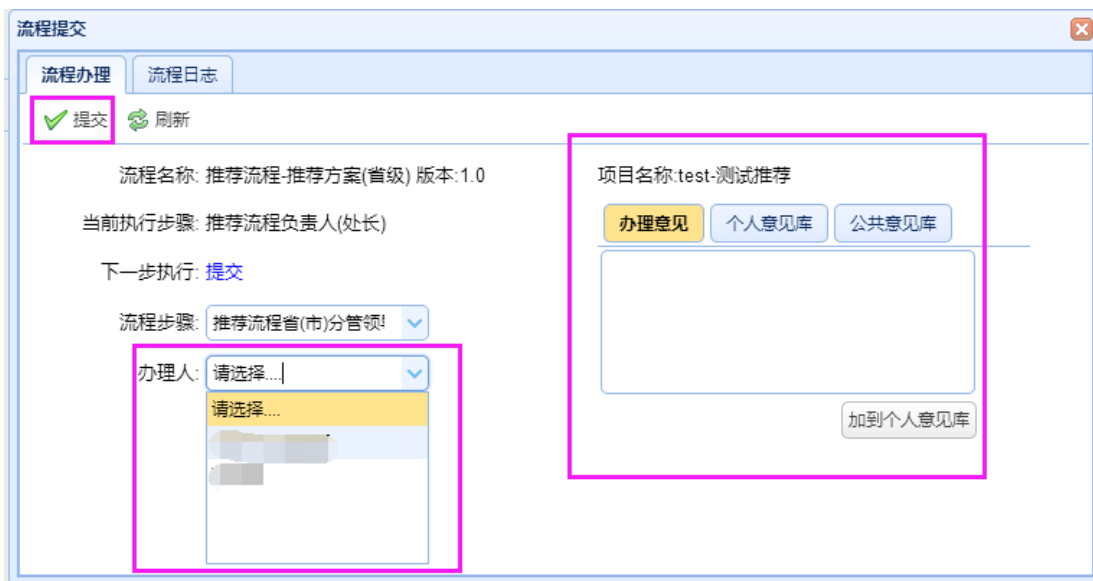 流程提交
流程办理 流程日志
提交 刷新
流程名称: 推荐流程-推荐方案(省级) 版本:1.0
项目名称:test-测试推荐
当前执行步骤: 推荐流程负责人(处长)
办理意见 个人意见库 公共意见库
下一步执行: 提交
流程步骤: 推荐流程省(市)分管领
办理人: 请选择....
请选择....
加到个人意见库